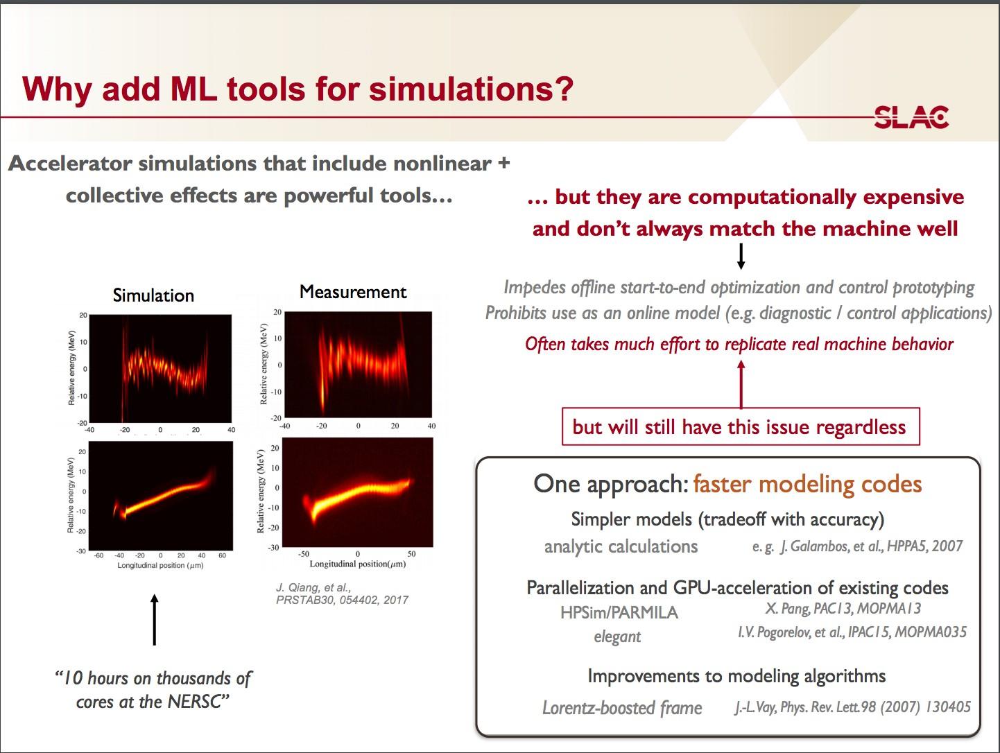 Why add ML tools for simulations?
SLAC
Accelerator simulations that include nonlinear +
collective effects are powerful tools…
… but they are computationally expensive
and don't always match the machine well
Impedes offline start-to-end optimization and control prototyping
Prohibits use as an online model (e.g. diagnostic / control applications)
Often takes much effort to replicate real machine behavior
but will still have this issue regardless
Simulation
Relative energy (MeV)
20
10
0
-10
-20
-40 -20 0 20 40
Measurement
Relative energy (MeV)
20
10
0
-10
-20
-40 -20 0 20 40
Relative energy (MeV)
20
10
0
-10
-20
-30
-60 -40 -20 0 20 40 60
Longitudinal position (μm)
Relative energy (MeV)
20
10
0
-10
-20
-30
-50 0 50
Longitudinal position(μm)
J. Qiang, et al.,
PRSTAB30, 054402, 2017
"10 hours on thousands of
cores at the NERSC"
One approach: faster modeling codes
Simpler models (tradeoff with accuracy)
analytic calculations e. g. J. Galambos, et al., HPPA5, 2007
Parallelization and GPU-acceleration of existing codes
HPSim/PARMILA X. Pang, PAC13, MOPMA13
elegant I.V. Pogorelov, et al., IPAC15, MOPMA035
Improvements to modeling algorithms
Lorentz-boosted frame J.-L. Vay, Phys. Rev. Lett. 98 (2007) 130405